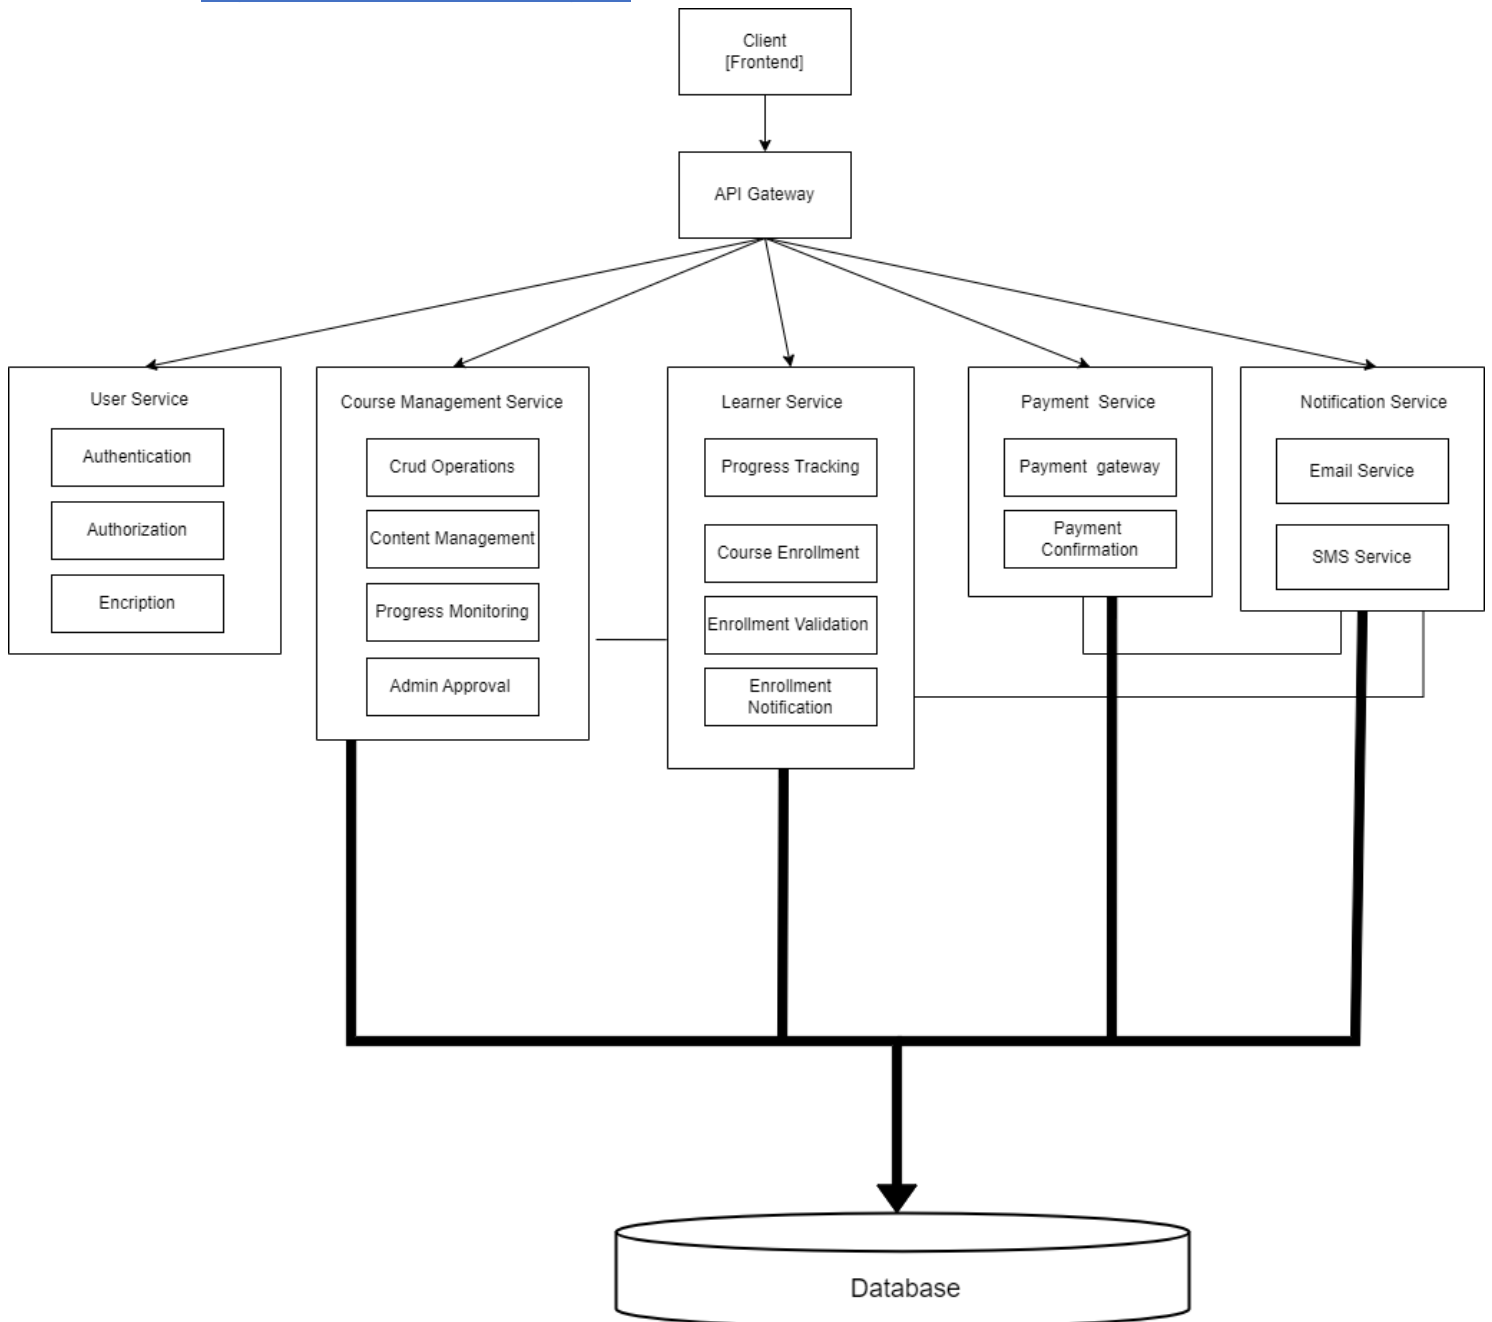 Client
[Frontend]
API Gateway
User Service
Authentication
Authorization
Encription
Course Management Service
Crud Operations
Content Management
Progress Monitoring
Admin Approval
Learner Service
Progress Tracking
Course Enrollment
Enrollment Validation
Enrollment
Notification
Payment  Service
Payment  gateway
Payment
Confirmation
Notification Service
Email Service
SMS Service
Database